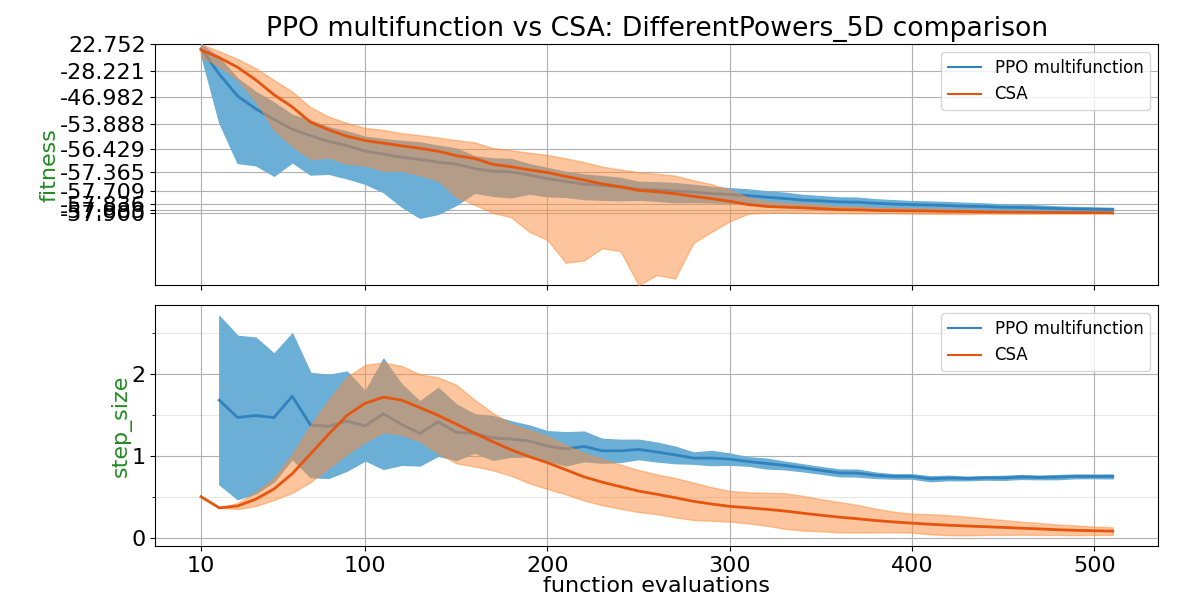 PPO multifunction vs CSA: DifferentPowers_5D comparison
22.752
-28.221
-46.982
-53.888
-56.429
-57.365
-57.709
-57.900
fitness
PPO multifunction
CSA
2
1
0
step_size
PPO multifunction
CSA
10
100
200
300
400
500
function evaluations